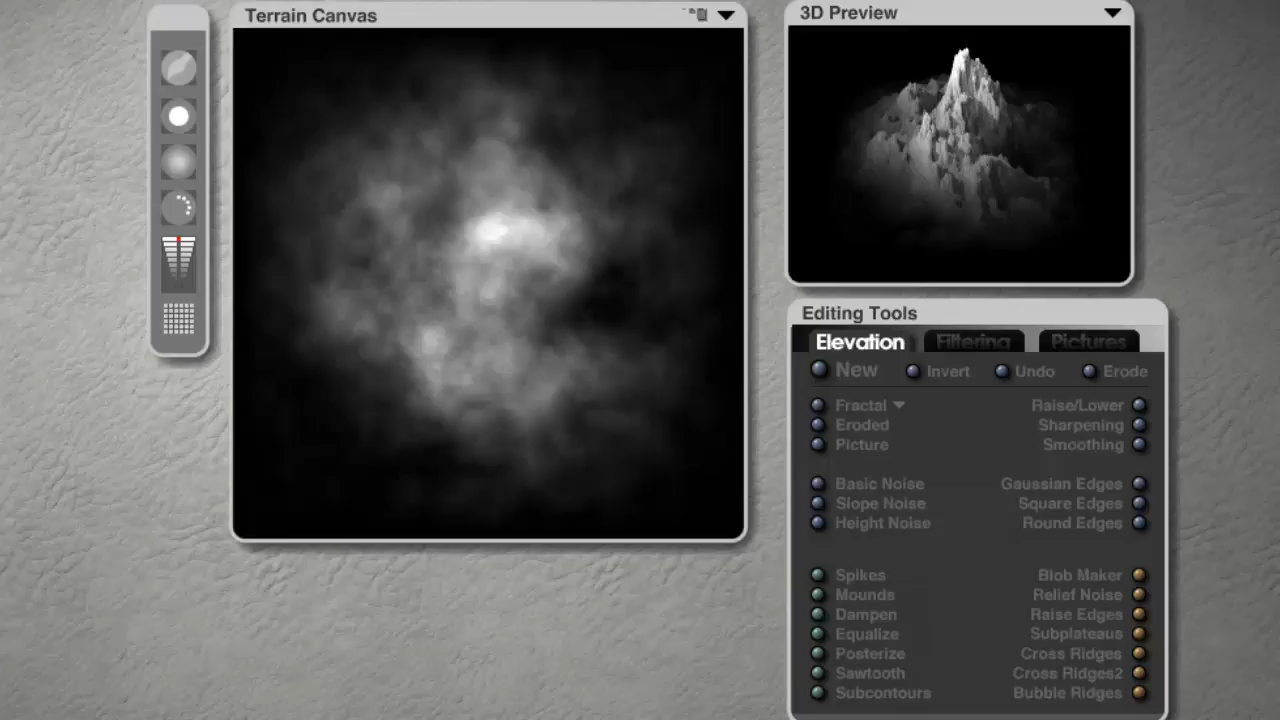 Terrain Canvas
3D Preview
Editing Tools
Elevation Filtering Pictures
New Invert Undo Erode
Fractal Raise/Lower
Eroded Sharpening
Picture Smoothing
Basic Noise Gaussian Edges
Slope Noise Square Edges
Height Noise Round Edges
Spikes Blob Maker
Mounds Relief Noise
Dampen Raise Edges
Equalize Subplateaus
Posterize Cross Ridges
Sawtooth Cross Ridges2
Subcontours Bubble Ridges